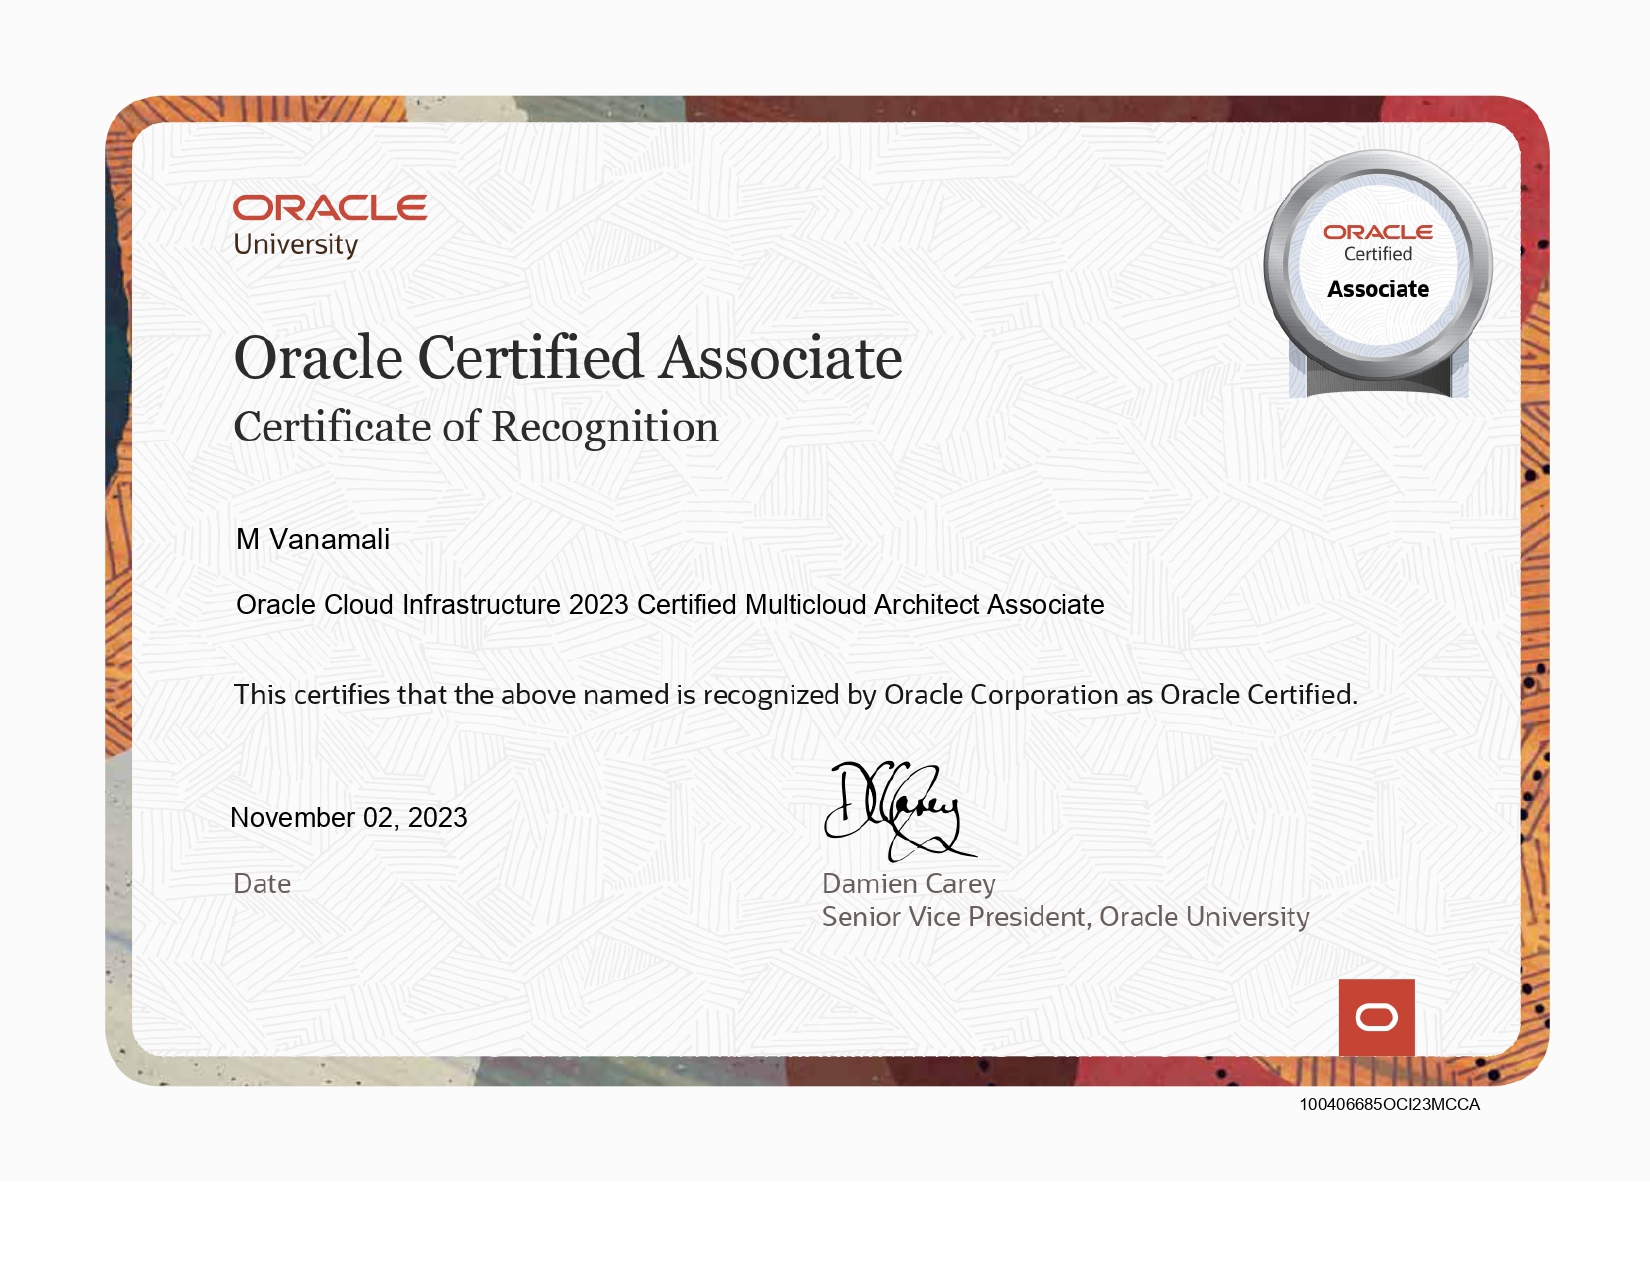 ORACLE
University
ORACLE
Certified
Associate
Oracle Certified Associate
Certificate of Recognition
M Vanamali
Oracle Cloud Infrastructure 2023 Certified Multicloud Architect Associate
This certifies that the above named is recognized by Oracle Corporation as Oracle Certified.
DCarey
November 02, 2023
Date
Damien Carey
Senior Vice President, Oracle University
100406685OCI23MCCA